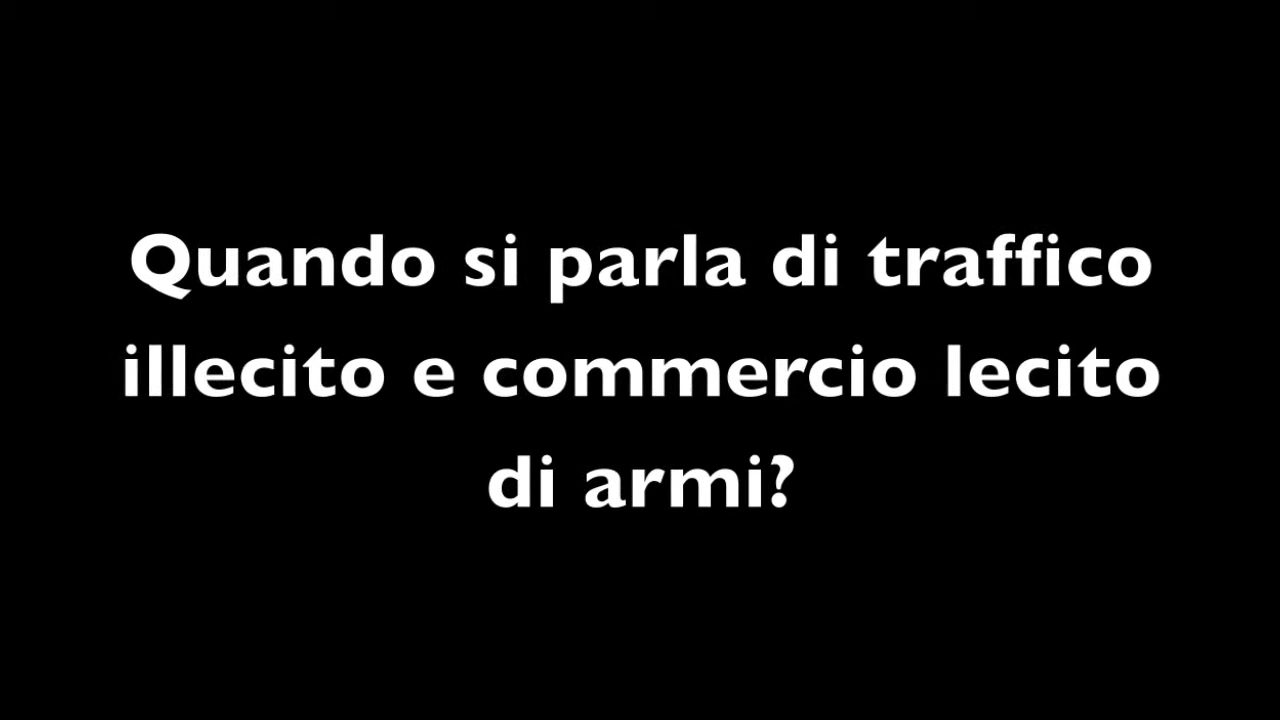 Quando si parla di traffico
illecito e commercio lecito
di armi?